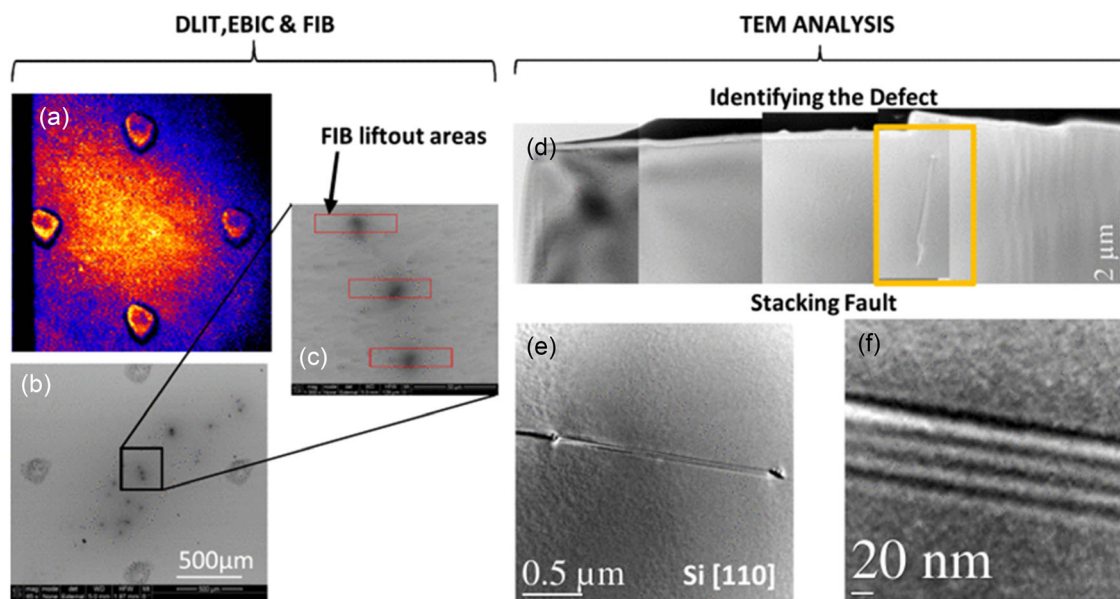 DLIT,EBIC & FIB
TEM ANALYSIS
(a)
FIB liftout areas
(c)
(b)
500μm
Identifying the Defect
(d)
2 μm
Stacking Fault
(e)
0.5 μm
Si [110]
(f)
20 nm